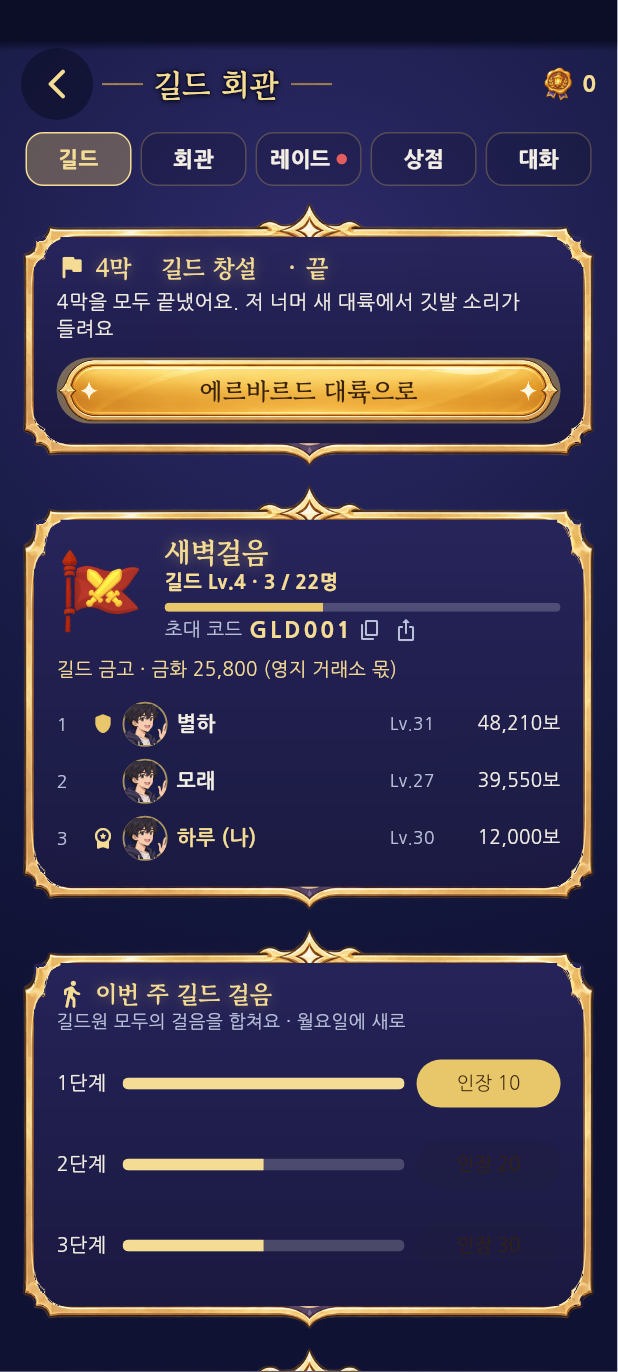 길드 회관
0
길드
회관
레이드
상점
대화
4막 길드 창설 · 끝
4막을 모두 끝냈어요. 저 너머 새 대륙에서 깃발 소리가
들려요
에르바르드 대륙으로
새벽걸음
길드 Lv.4 · 3 / 22명
초대 코드 GLD001
길드 금고 · 금화 25,800 (영지 거래소 몫)
1 별하 Lv.31 48,210보
2 모래 Lv.27 39,550보
3 하루 (나) Lv.30 12,000보
이번 주 길드 걸음
길드원 모두의 걸음을 합쳐요 · 월요일에 새로
1단계 인장 10
2단계 인장 20
3단계 인장 30